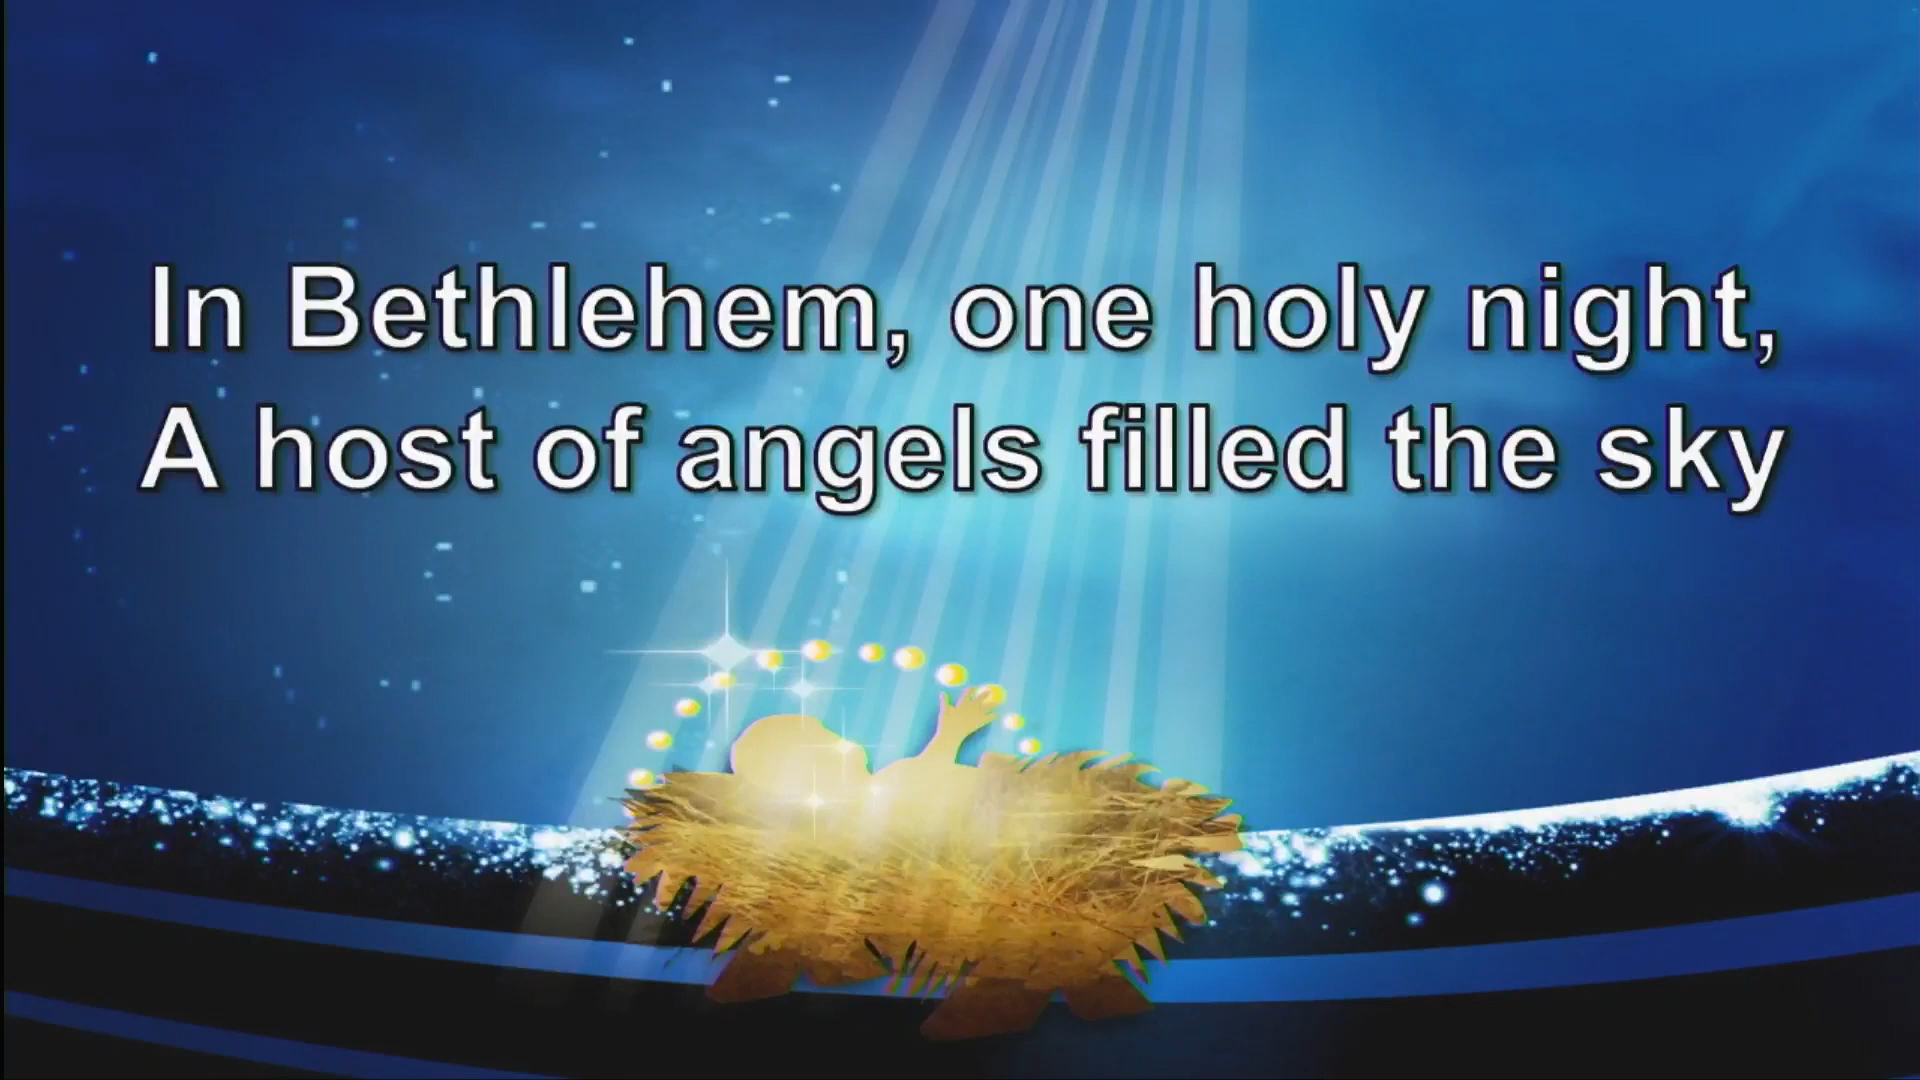 In Bethlehem, one holy night,
A host of angels filled the sky